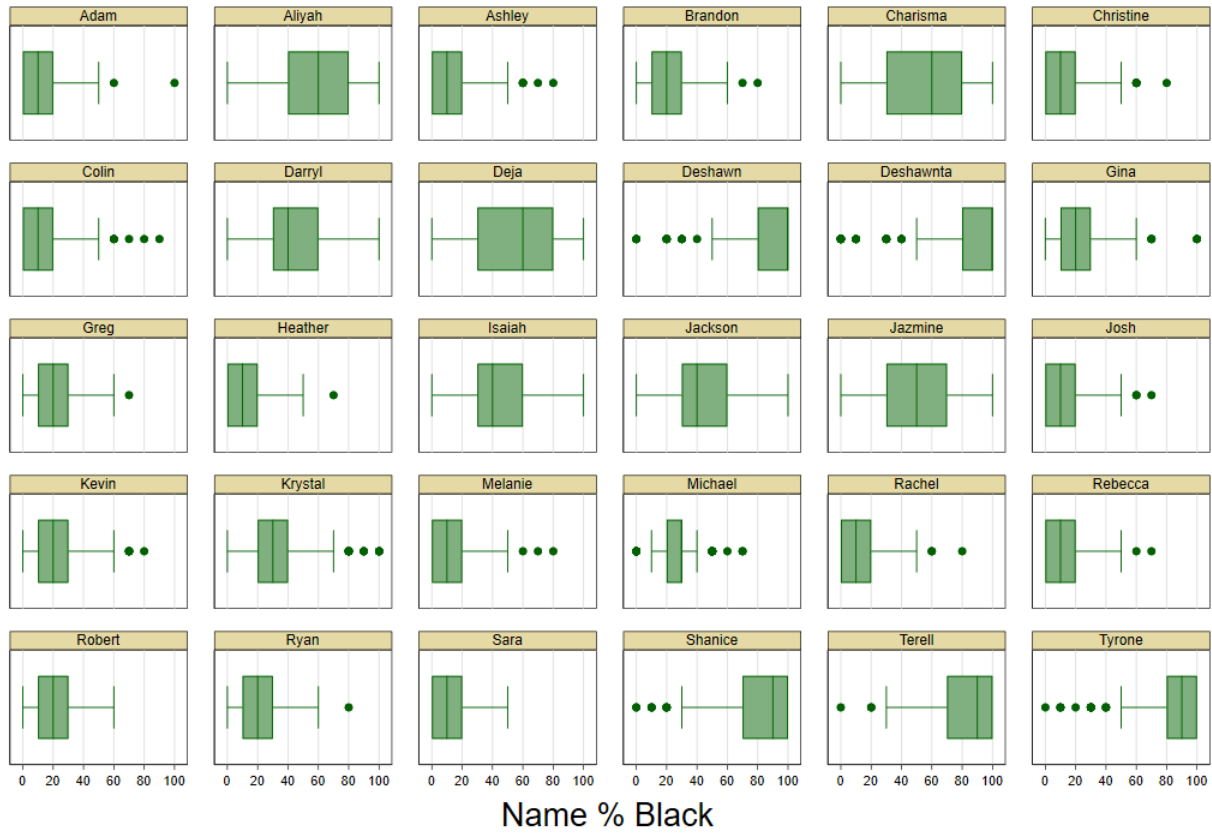 Adam Aliyah Ashley Brandon Charisma Christine
Colin Darryl Deja Deshawn Deshawnta Gina
Greg Heather Isaiah Jackson Jazmine Josh
Kevin Krystal Melanie Michael Rachel Rebecca
Robert Ryan Sara Shanice Terell Tyrone
0 20 40 60 80 100 0 20 40 60 80 100 0 20 40 60 80 100 0 20 40 60 80 100 0 20 40 60 80 100 0 20 40 60 80 100
Name % Black